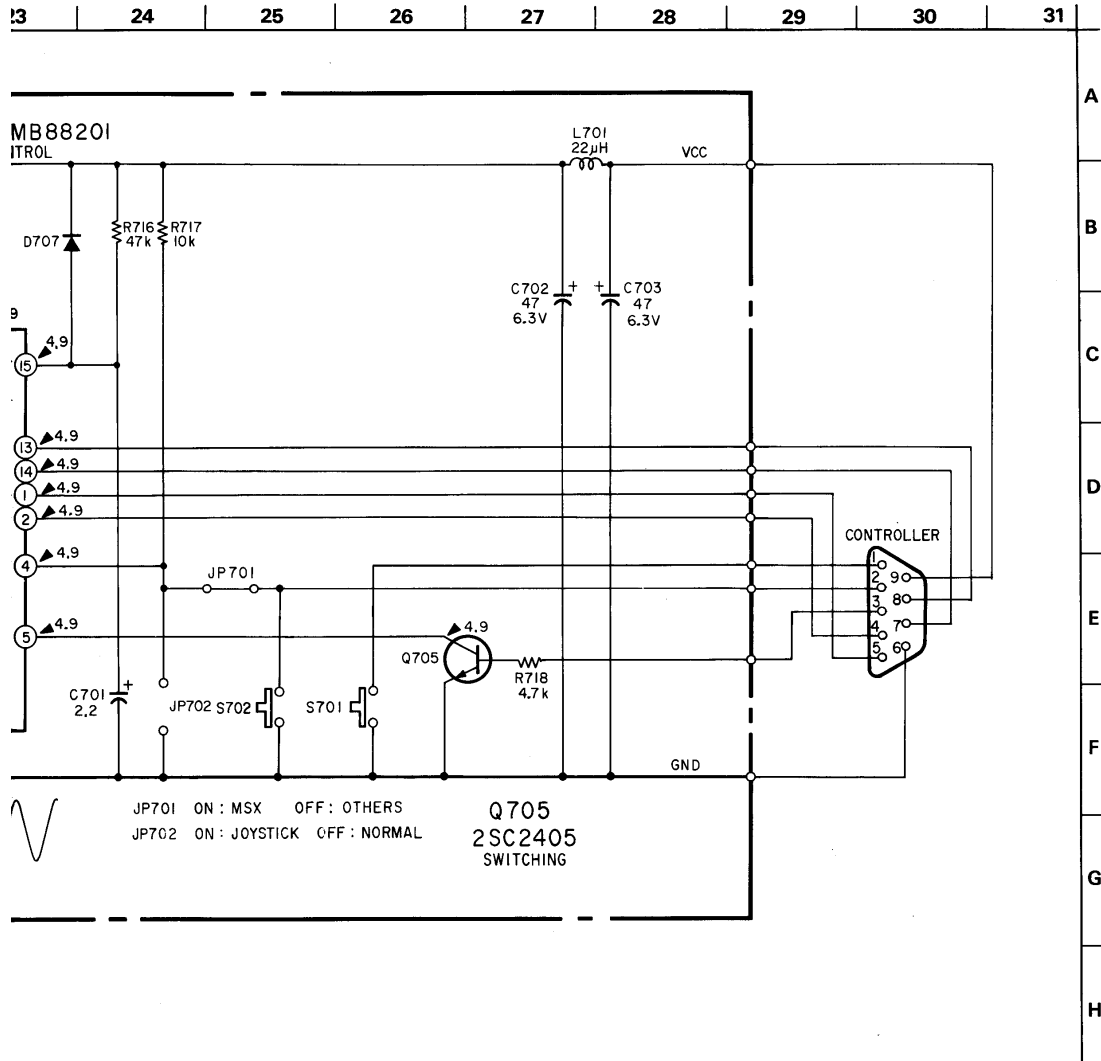 23 24 25 26 27 28 29 30 31
A
MB88201
L701
22µH
VCC
B
D707
R716
47k
R717
10k
C702
47
6.3V
+
+
C703
47
6.3V
9
C
4.9
15
4.9
13
4.9
14
4.9
1
4.9
2
D
CONTROLLER
4.9
4
JP701
1
2
3
4
5
9
8
7
6
E
4.9
5
4.9
Q705
R718
4.7k
C701
2.2
+
JP702
S702
S701
F
GND
JP701 ON : MSX OFF : OTHERS
JP702 ON : JOYSTICK OFF : NORMAL
Q705
2SC2405
SWITCHING
G
H